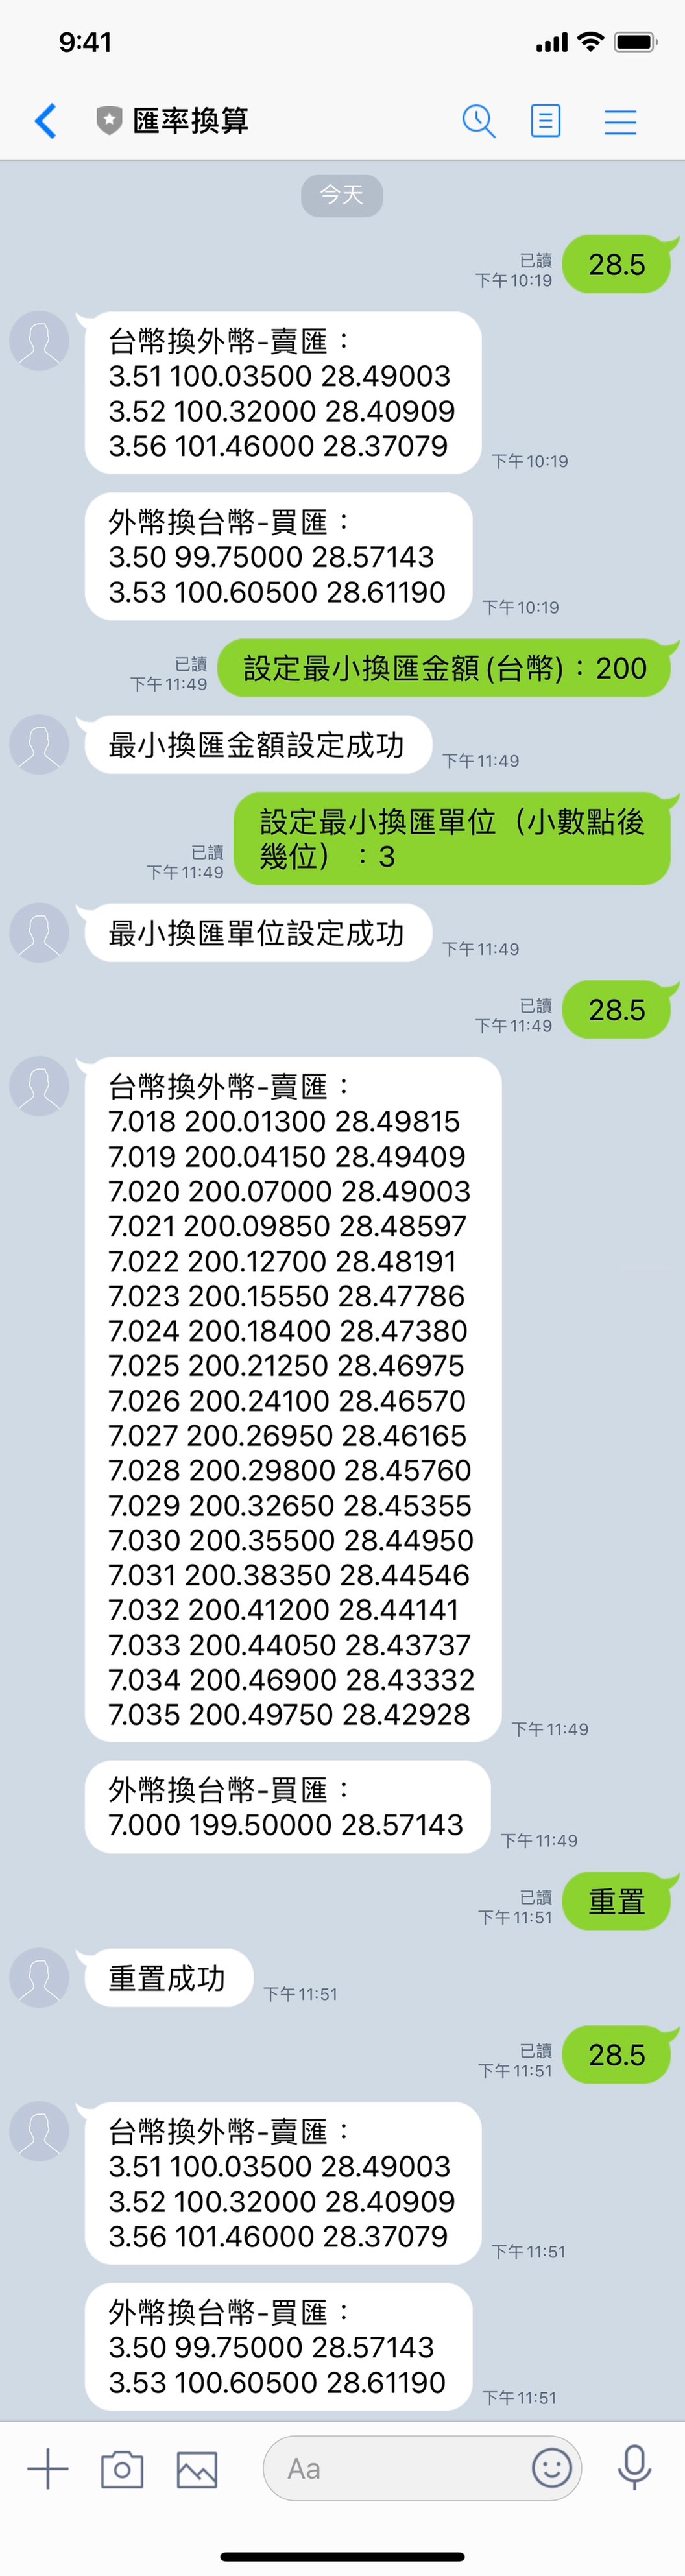 9:41
匯率換算
今天
28.5
已讀
下午10:19
台幣換外幣-賣匯：
3.51 100.03500 28.49003
3.52 100.32000 28.40909
3.56 101.46000 28.37079
下午10:19
外幣換台幣-買匯：
3.50 99.75000 28.57143
3.53 100.60500 28.61190
下午10:19
設定最小換匯金額(台幣)：200
已讀
下午11:49
最小換匯金額設定成功
下午11:49
設定最小換匯單位（小數點後
幾位）：3
已讀
下午11:49
最小換匯單位設定成功
下午11:49
28.5
已讀
下午11:49
台幣換外幣-賣匯：
7.018 200.01300 28.49815
7.019 200.04150 28.49409
7.020 200.07000 28.49003
7.021 200.09850 28.48597
7.022 200.12700 28.48191
7.023 200.15550 28.47786
7.024 200.18400 28.47380
7.025 200.21250 28.46975
7.026 200.24100 28.46570
7.027 200.26950 28.46165
7.028 200.29800 28.45760
7.029 200.32650 28.45355
7.030 200.35500 28.44950
7.031 200.38350 28.44546
7.032 200.41200 28.44141
7.033 200.44050 28.43737
7.034 200.46900 28.43332
7.035 200.49750 28.42928
下午11:49
外幣換台幣-買匯：
7.000 199.50000 28.57143
下午11:49
重置
已讀
下午11:51
重置成功
下午11:51
28.5
已讀
下午11:51
台幣換外幣-賣匯：
3.51 100.03500 28.49003
3.52 100.32000 28.40909
3.56 101.46000 28.37079
下午11:51
外幣換台幣-買匯：
3.50 99.75000 28.57143
3.53 100.60500 28.61190
下午11:51
Aa